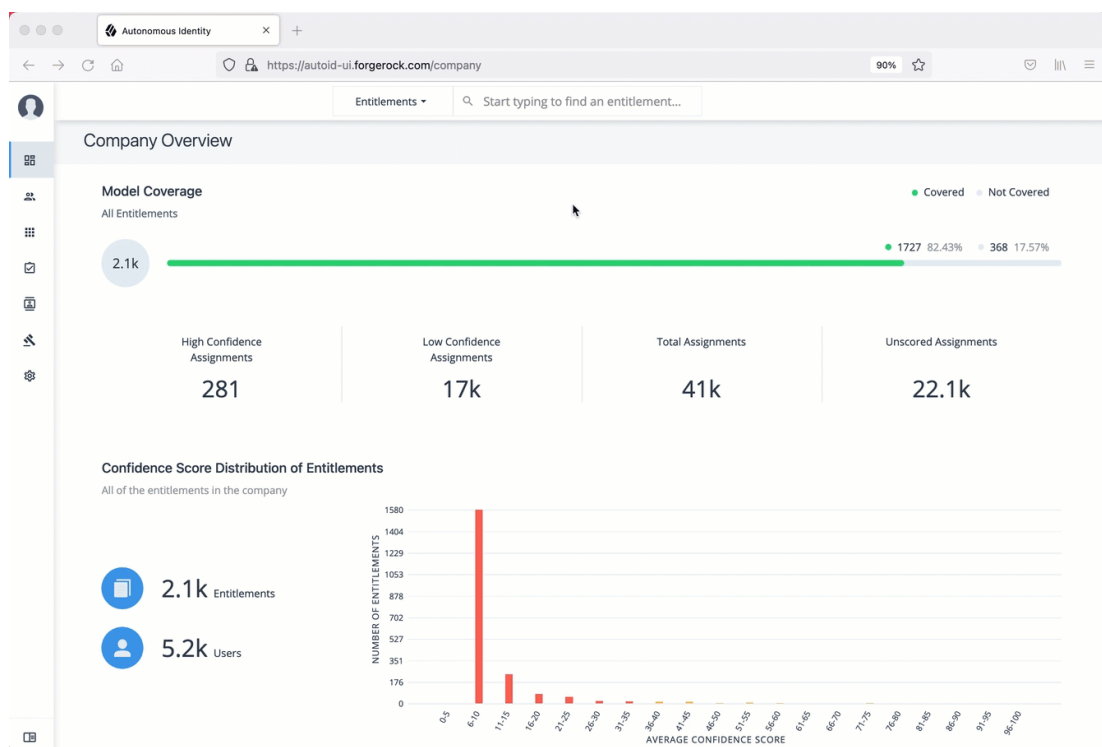 Autonomous Identity
https://autoid-ui.forgerock.com/company
90%
Entitlements
Start typing to find an entitlement...
Company Overview
Model Coverage
Covered
Not Covered
All Entitlements
1727 82.43%
368 17.57%
2.1k
High Confidence
Assignments
281
Low Confidence
Assignments
17k
Total Assignments
41k
Unscored Assignments
22.1k
Confidence Score Distribution of Entitlements
All of the entitlements in the company
2.1k Entitlements
5.2k Users
NUMBER OF ENTITLEMENTS
1580
1404
1229
1053
878
702
527
351
176
0
0-5
6-10
11-15
16-20
21-25
26-30
31-35
36-40
41-45
46-50
51-55
56-60
61-65
66-70
71-75
76-80
81-85
86-90
91-95
96-100
AVERAGE CONFIDENCE SCORE